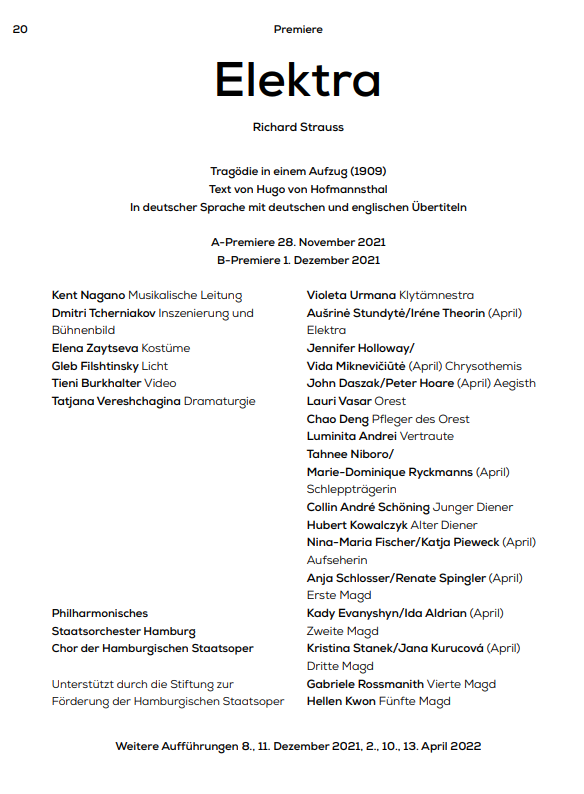 20
Premiere
Elektra
Richard Strauss
Tragödie in einem Aufzug (1909)
Text von Hugo von Hofmannsthal
In deutscher Sprache mit deutschen und englischen Übertiteln
A-Premiere 28. November 2021
B-Premiere 1. Dezember 2021
Kent Nagano Musikalische Leitung
Dmitri Tcherniakov Inszenierung und
Bühnenbild
Elena Zaytseva Kostüme
Gleb Filshtinsky Licht
Tieni Burkhalter Video
Tatjana Vereshchagina Dramaturgie
Philharmonisches
Staatsorchester Hamburg
Chor der Hamburgischen Staatsoper
Unterstützt durch die Stiftung zur
Förderung der Hamburgischen Staatsoper
Violeta Urmana Klytämnestra
Aušrinė Stundytė/Iréne Theorin (April)
Elektra
Jennifer Holloway/
Vida Miknevičiūtė (April) Chrysothemis
John Daszak/Peter Hoare (April) Aegisth
Lauri Vasar Orest
Chao Deng Pfleger des Orest
Luminita Andrei Vertraute
Tahnee Niboro/
Marie-Dominique Ryckmanns (April)
Schleppträgerin
Collin André Schöning Junger Diener
Hubert Kowalczyk Alter Diener
Nina-Maria Fischer/Katja Pieweck (April)
Aufseherin
Anja Schlosser/Renate Spingler (April)
Erste Magd
Kady Evanyshyn/Ida Aldrian (April)
Zweite Magd
Kristina Stanek/Jana Kurucová (April)
Dritte Magd
Gabriele Rossmanith Vierte Magd
Hellen Kwon Fünfte Magd
Weitere Aufführungen 8., 11. Dezember 2021, 2., 10., 13. April 2022